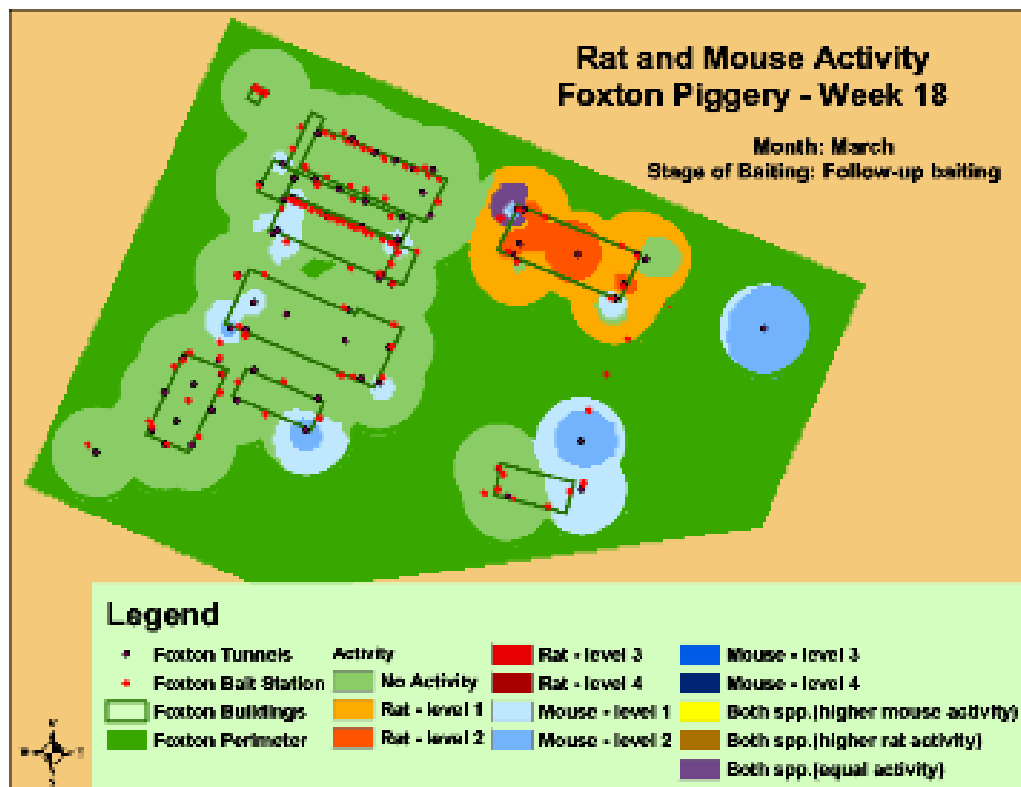 Rat and Mouse Activity
Foxton Piggery - Week 18
Month: March
Stage of Baiting: Follow-up baiting
Legend
Foxton Tunnels
Foxton Bait Station
Foxton Buildings
Foxton Perimeter
Activity
No Activity
Rat - level 1
Rat - level 2
Rat - level 3
Rat - level 4
Mouse - level 1
Mouse - level 2
Mouse - level 3
Mouse - level 4
Both spp.(higher mouse activity)
Both spp.(higher rat activity)
Both spp.(equal activity)